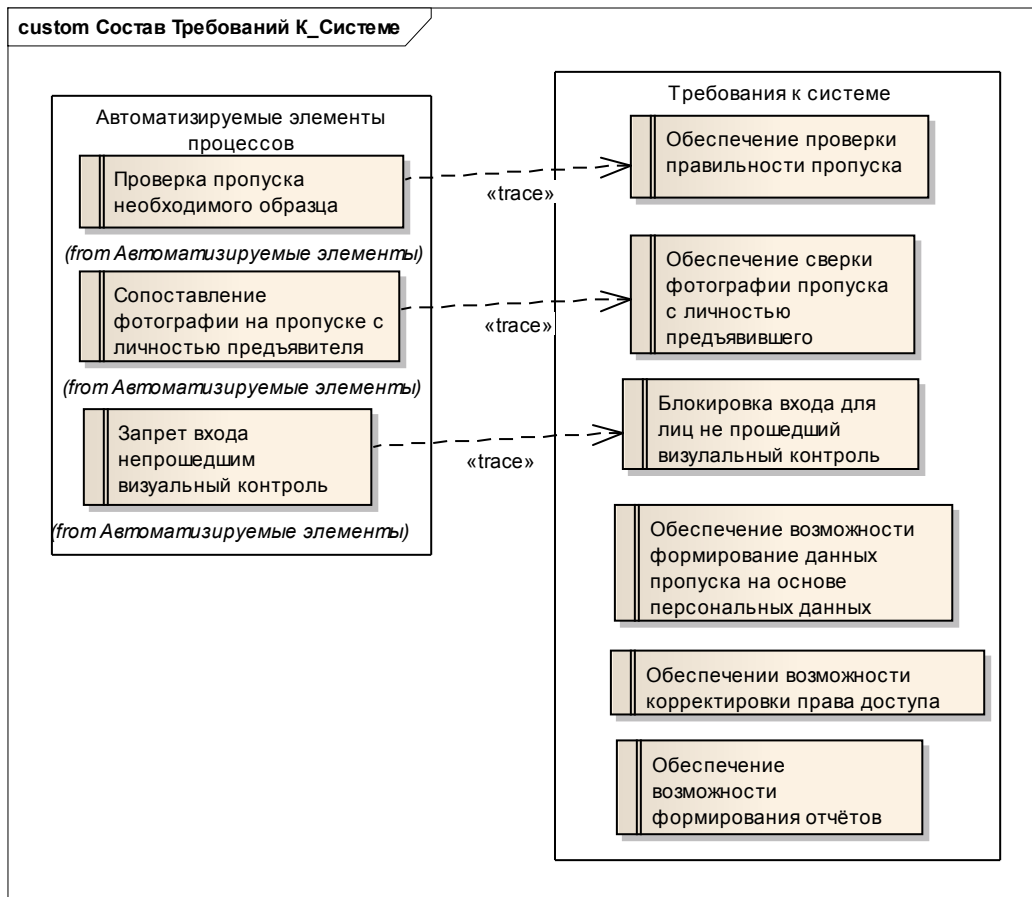 custom Состав Требований К_Системе
Автоматизируемые элементы
процессов
Проверка пропуска
необходимого образца
(from Автоматизируемые элементы)
Сопоставление
фотографии на пропуске с
личностью предъявителя
(from Автоматизируемые элементы)
Запрет входа
непрошедшим
визуальный контроль
(from Автоматизируемые элементы)
«trace»
«trace»
«trace»
Требования к системе
Обеспечение проверки
правильности пропуска
Обеспечение сверки
фотографии пропуска
с личностью
предъявившего
Блокировка входа для
лиц не прошедший
визулальный контроль
Обеспечение возможности
формирование данных
пропуска на основе
персональных данных
Обеспечении возможности
корректировки права доступа
Обеспечение
возможности
формирования отчётов